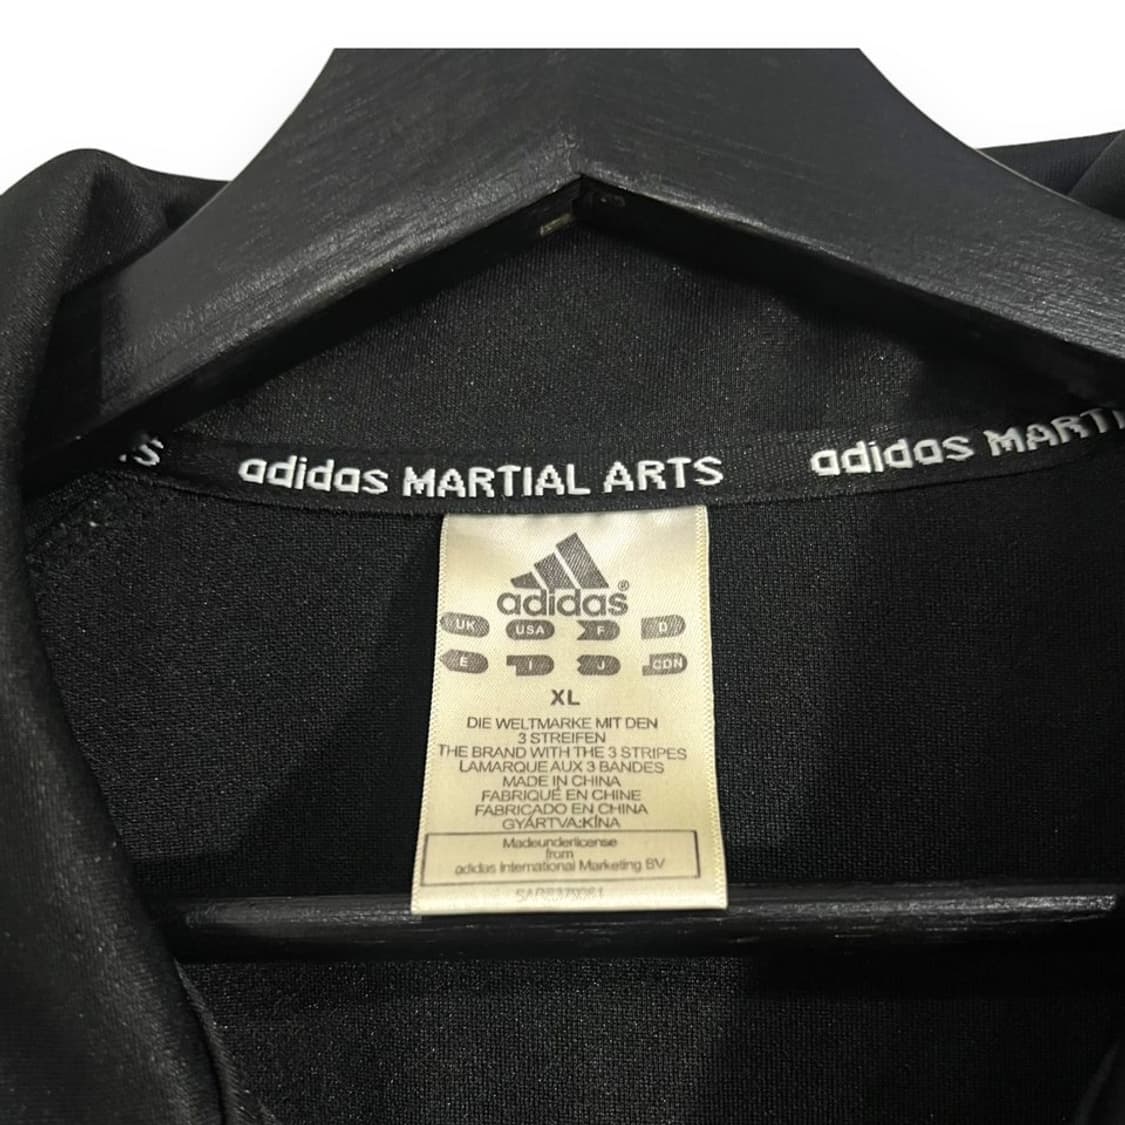 adidas MARTIAL ARTS
adidas
adidas®
UK USA F D
E I J CDN
XL
DIE WELTMARKE MIT DEN
3 STREIFEN
THE BRAND WITH THE 3 STRIPES
LAMARQUE AUX 3 BANDES
MADE IN CHINA
FABRIQUÉ EN CHINE
FABRICADO EN CHINA
GYÁRTVA:KÍNA
Madeunderlicense
from
adidas International Marketing BV